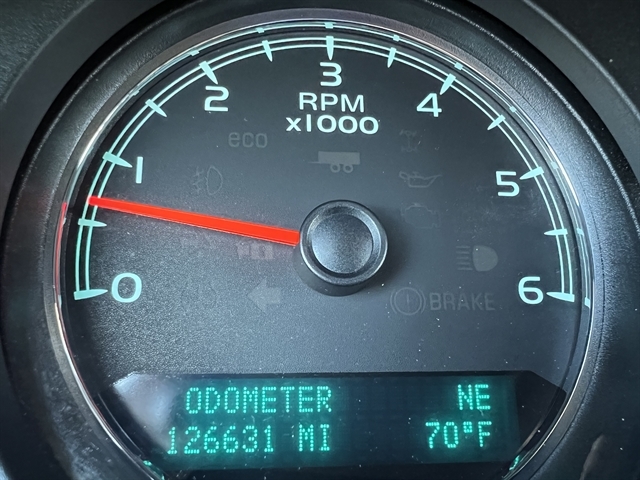 3
2
4
RPM
x1000
eco
1
5
0
6
BRAKE
ODOMETER NE
126631 MI 70°F